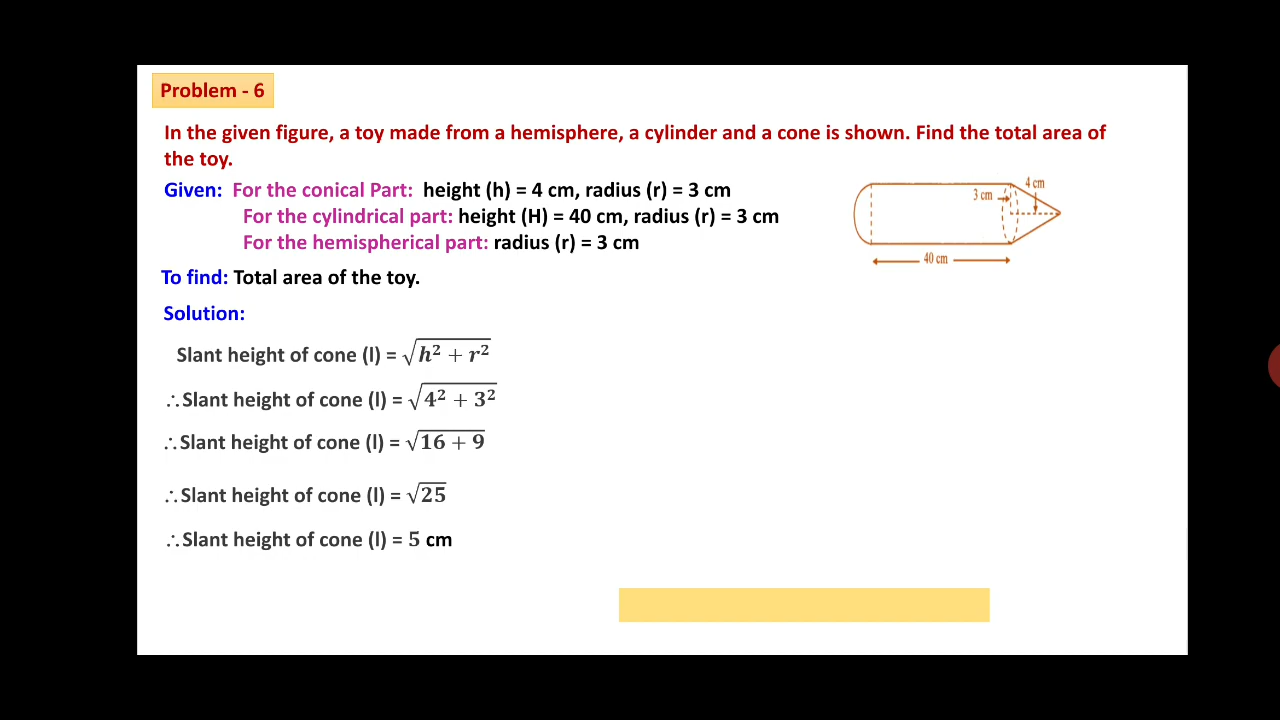 Problem - 6
In the given figure, a toy made from a hemisphere, a cylinder and a cone is shown. Find the total area of
the toy.
Given: For the conical Part: height (h) = 4 cm, radius (r) = 3 cm
For the cylindrical part: height (H) = 40 cm, radius (r) = 3 cm
For the hemispherical part: radius (r) = 3 cm
4 cm
3 cm
40 cm
To find: Total area of the toy.
Solution:
Slant height of cone (l) = √(h² + r²)
∴Slant height of cone (l) = √(4² + 3²)
∴Slant height of cone (l) = √(16 + 9)
∴Slant height of cone (l) = √25
∴Slant height of cone (l) = 5 cm